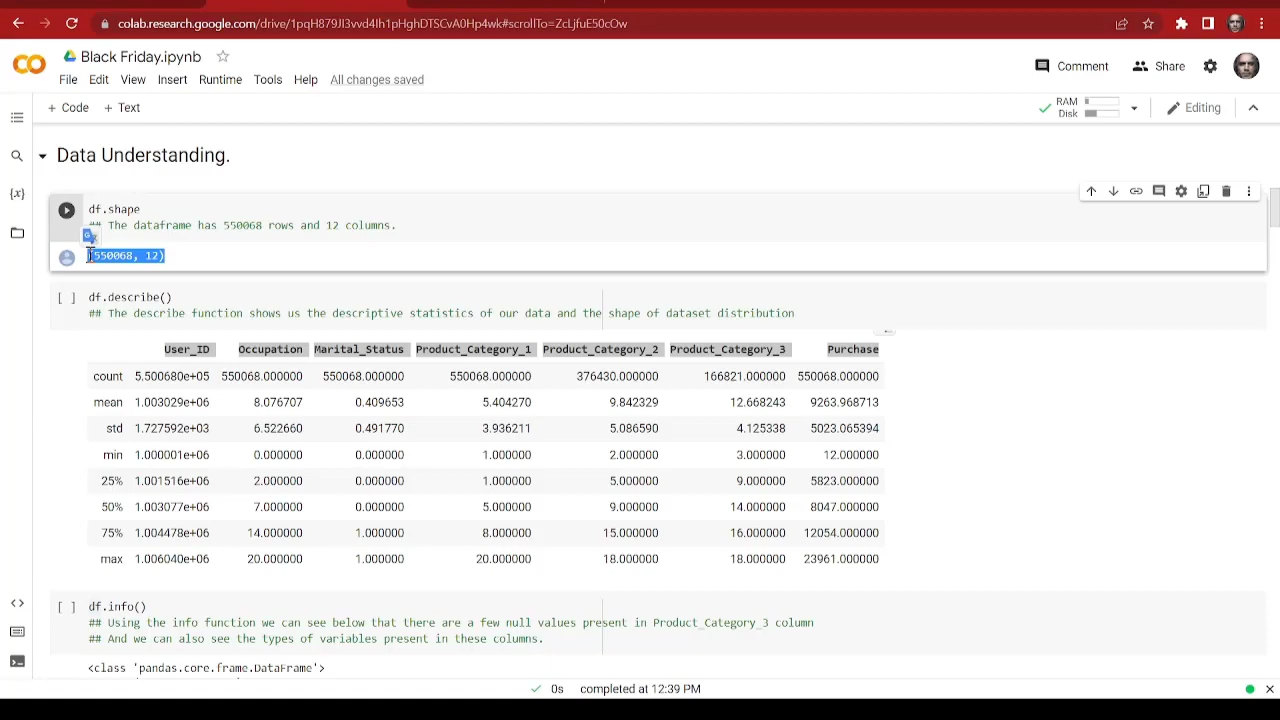 colab.research.google.com/drive/1pqH879JI3vvd4Ih1pHghDTSCvA0Hp4wk#scrollTo=ZcLjfuE50cOw
Black Friday.ipynb
Comment
Share
File Edit View Insert Runtime Tools Help All changes saved
+ Code + Text
RAM
Disk
Editing
Data Understanding.
df.shape
## The dataframe has 550068 rows and 12 columns.
(550068, 12)
[ ] df.describe()
## The describe function shows us the descriptive statistics of our data and the shape of dataset distribution
User_ID Occupation Marital_Status Product_Category_1 Product_Category_2 Product_Category_3 Purchase
count 5.500680e+05 550068.000000 550068.000000 550068.000000 376430.000000 166821.000000 550068.000000
mean 1.003029e+06 8.076707 0.409653 5.404270 9.842329 12.668243 9263.968713
std 1.727592e+03 6.522660 0.491770 3.936211 5.086590 4.125338 5023.065394
min 1.000001e+06 0.000000 0.000000 1.000000 2.000000 3.000000 12.000000
25% 1.001516e+06 2.000000 0.000000 1.000000 5.000000 9.000000 5823.000000
50% 1.003077e+06 7.000000 0.000000 5.000000 9.000000 14.000000 8047.000000
75% 1.004478e+06 14.000000 1.000000 8.000000 15.000000 16.000000 12054.000000
max 1.006040e+06 20.000000 1.000000 20.000000 18.000000 18.000000 23961.000000
[ ] df.info()
## Using the info function we can see below that there are a few null values present in Product_Category_3 column
## And we can also see the types of variables present in these columns.
<class 'pandas.core.frame.DataFrame'>
0s completed at 12:39 PM